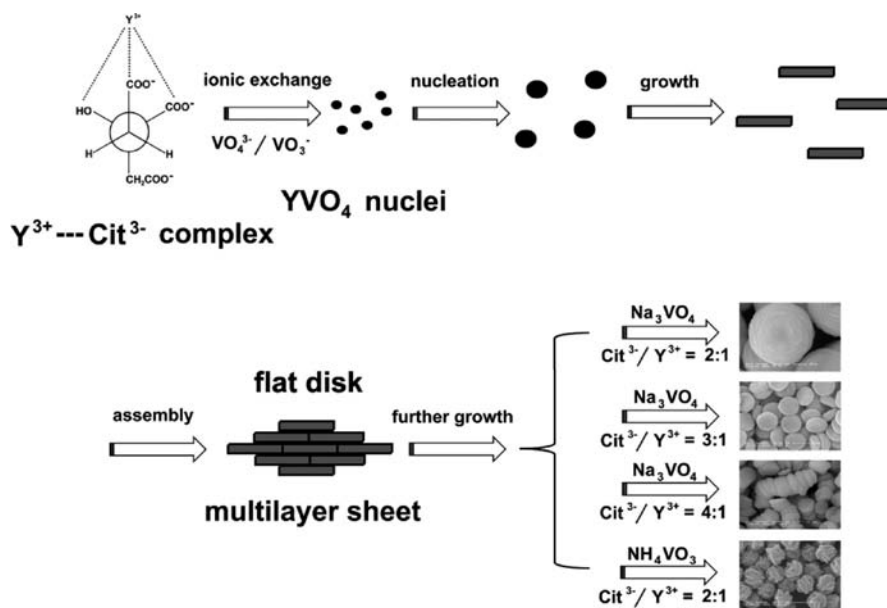 Y³⁺
COO⁻
HO
COO⁻
H
H
CH₂COO⁻
Y³⁺---Cit³⁻ complex
ionic exchange
VO₄³⁻/ VO₃⁻
YVO₄ nuclei
nucleation
growth
assembly
flat disk
multilayer sheet
further growth
Na₃VO₄
Cit³⁻/ Y³⁺ = 2:1
Na₃VO₄
Cit³⁻/ Y³⁺ = 3:1
Na₃VO₄
Cit³⁻/ Y³⁺ = 4:1
NH₄VO₃
Cit³⁻/ Y³⁺ = 2:1